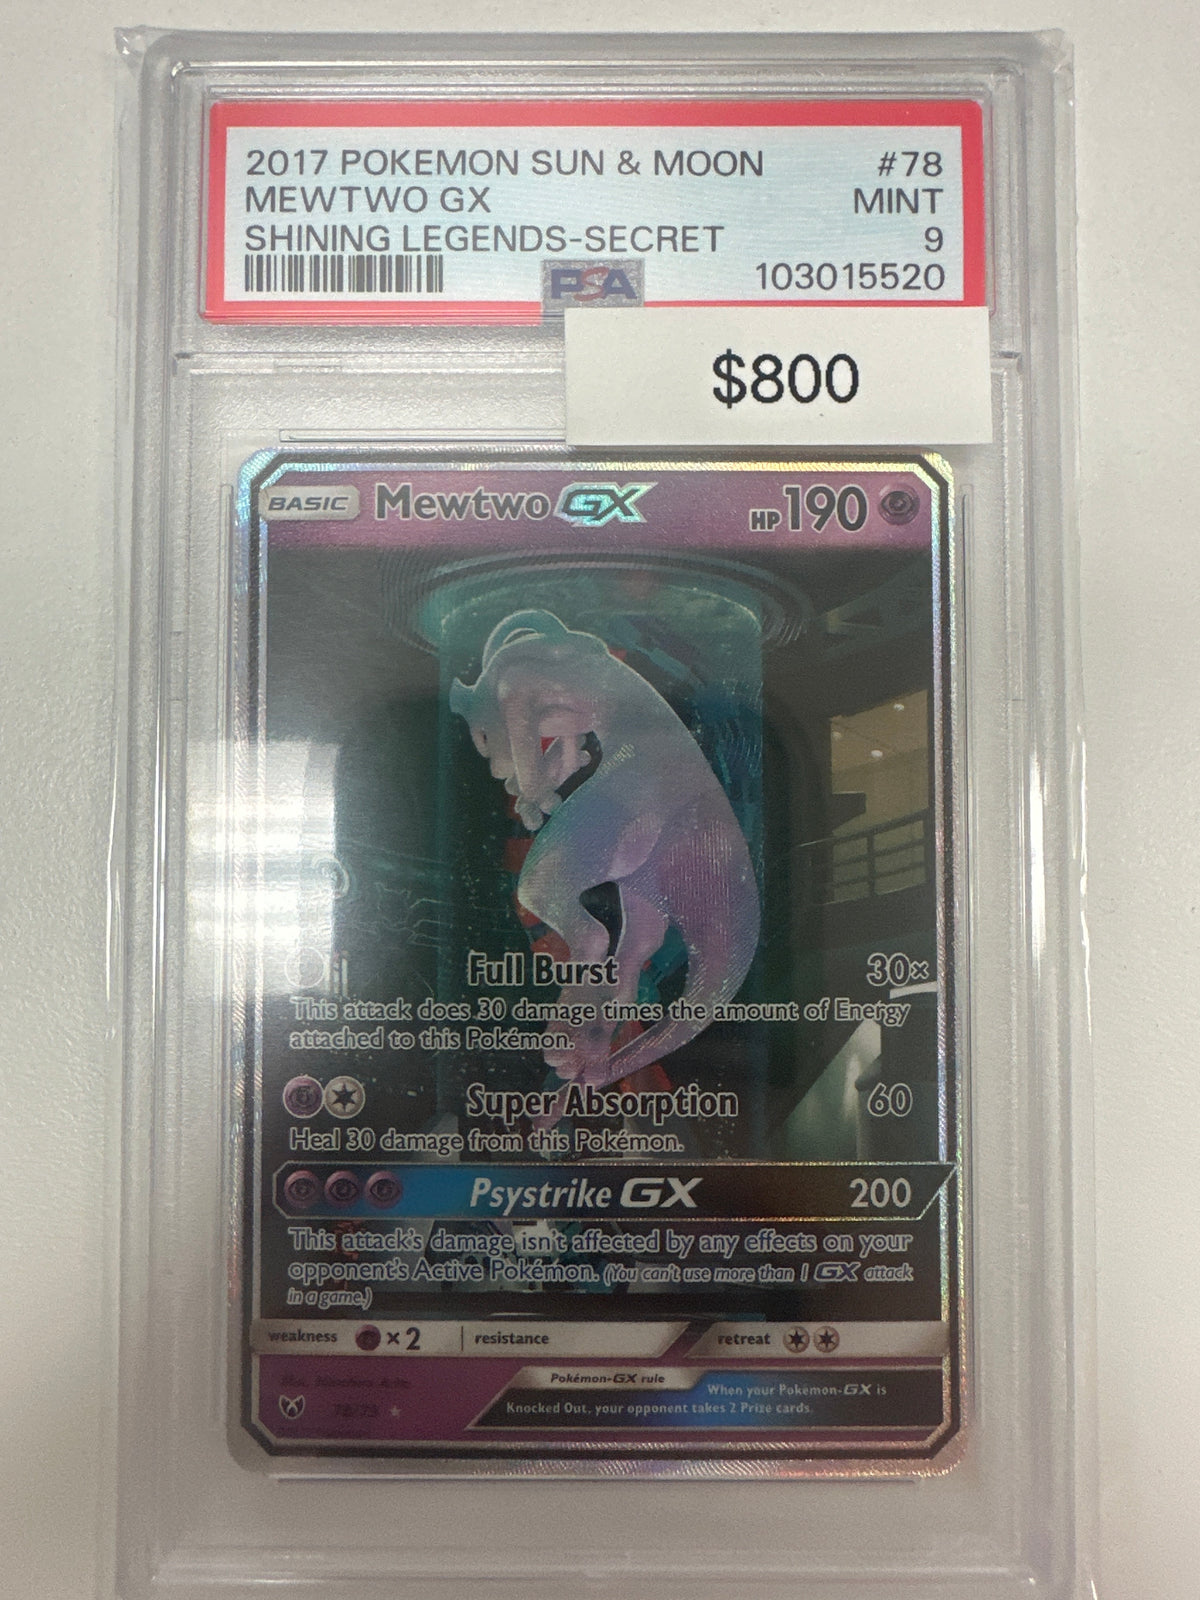 2017 POKEMON SUN & MOON #78
MEWTWO GX MINT
SHINING LEGENDS-SECRET 9
PSA 103015520
$800
BASIC Mewtwo GX HP 190
Full Burst 30×
This attack does 30 damage times the amount of Energy
attached to this Pokémon.
Super Absorption 60
Heal 30 damage from this Pokémon.
Psystrike GX 200
This attack's damage isn't affected by any effects on your
opponent's Active Pokémon. (You can't use more than 1 GX attack
in a game.)
weakness ×2 resistance retreat
Pokémon-GX rule
When your Pokémon-GX is
Knocked Out, your opponent takes 2 Prize cards.
78/73